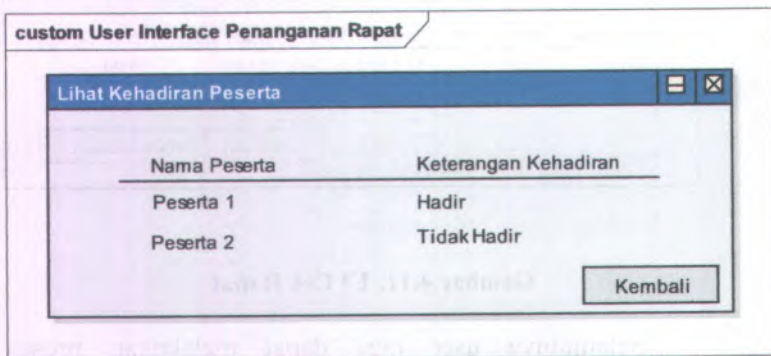 custom User Interface Penanganan Rapat
Lihat Kehadiran Peserta
Nama Peserta Keterangan Kehadiran
Peserta 1 Hadir
Peserta 2 Tidak Hadir
Kembali